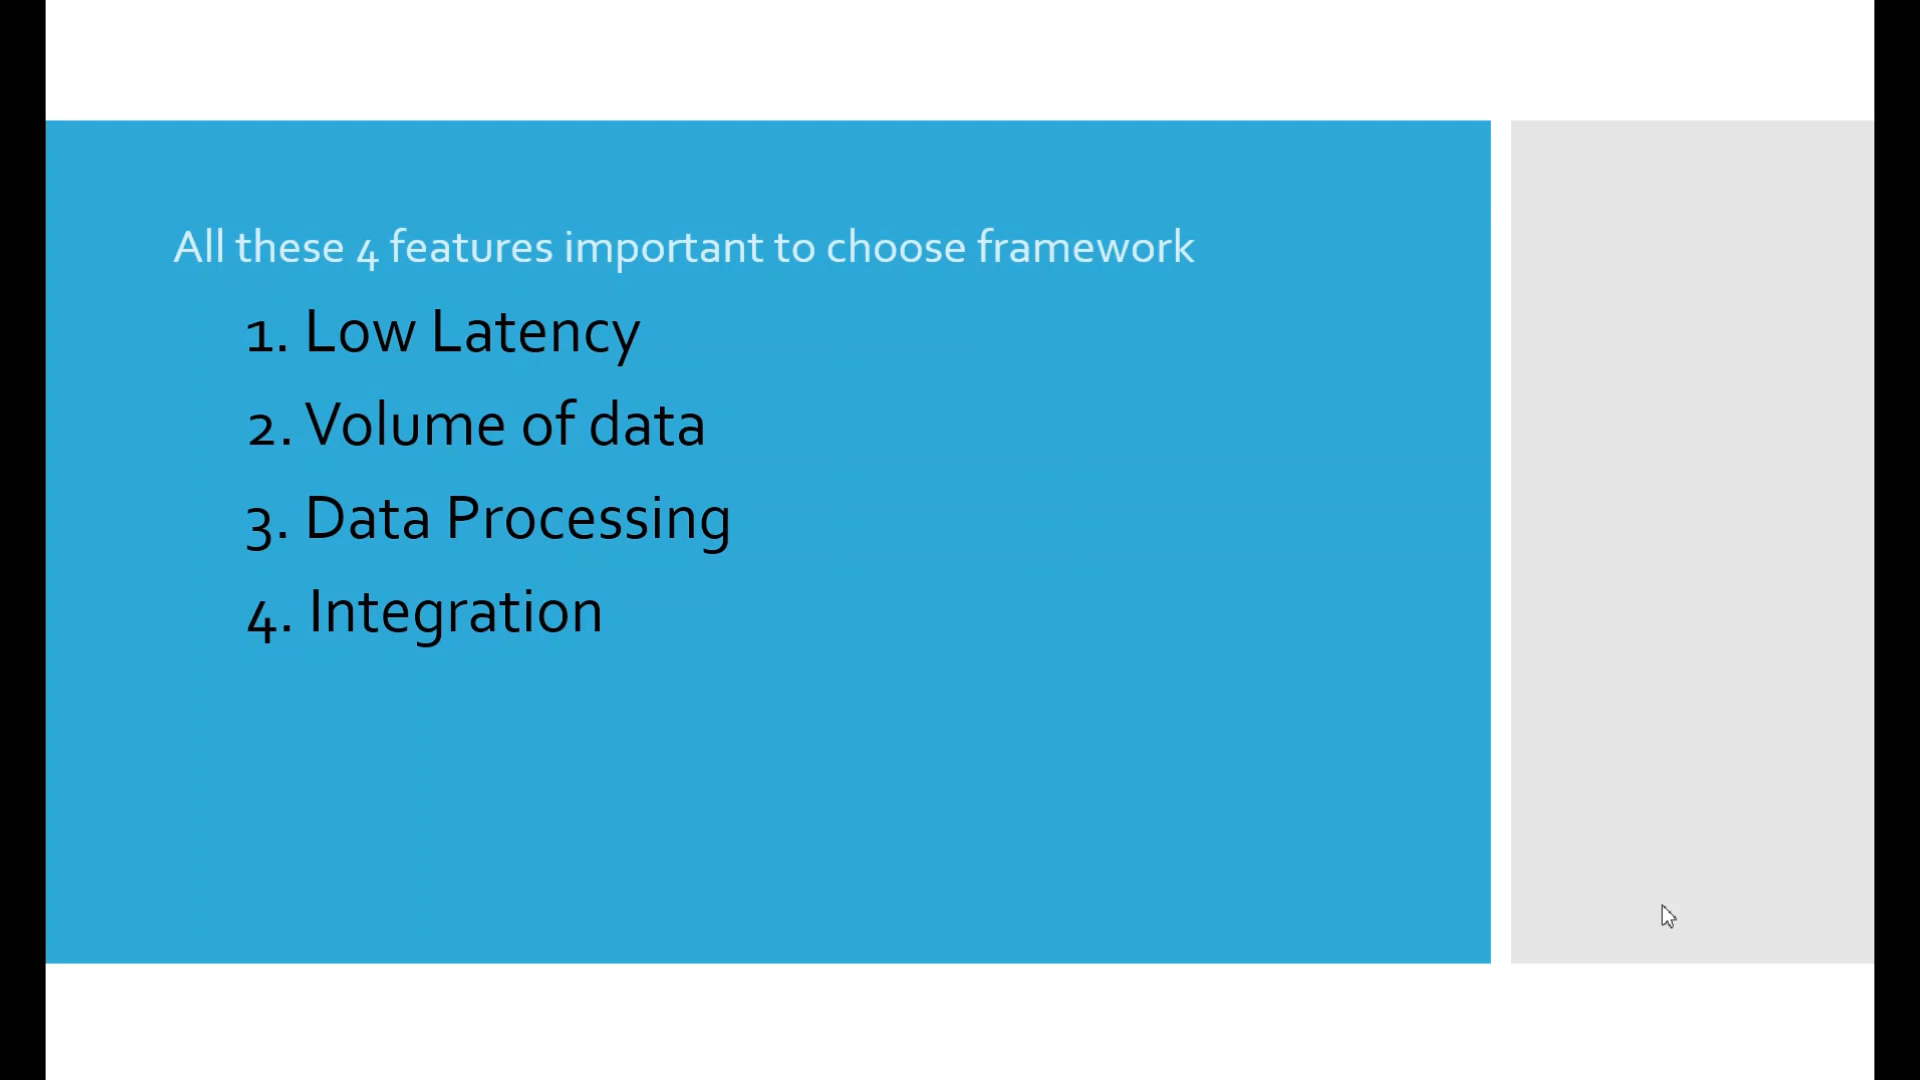 All these 4 features important to choose framework
1. Low Latency
2. Volume of data
3. Data Processing
4. Integration